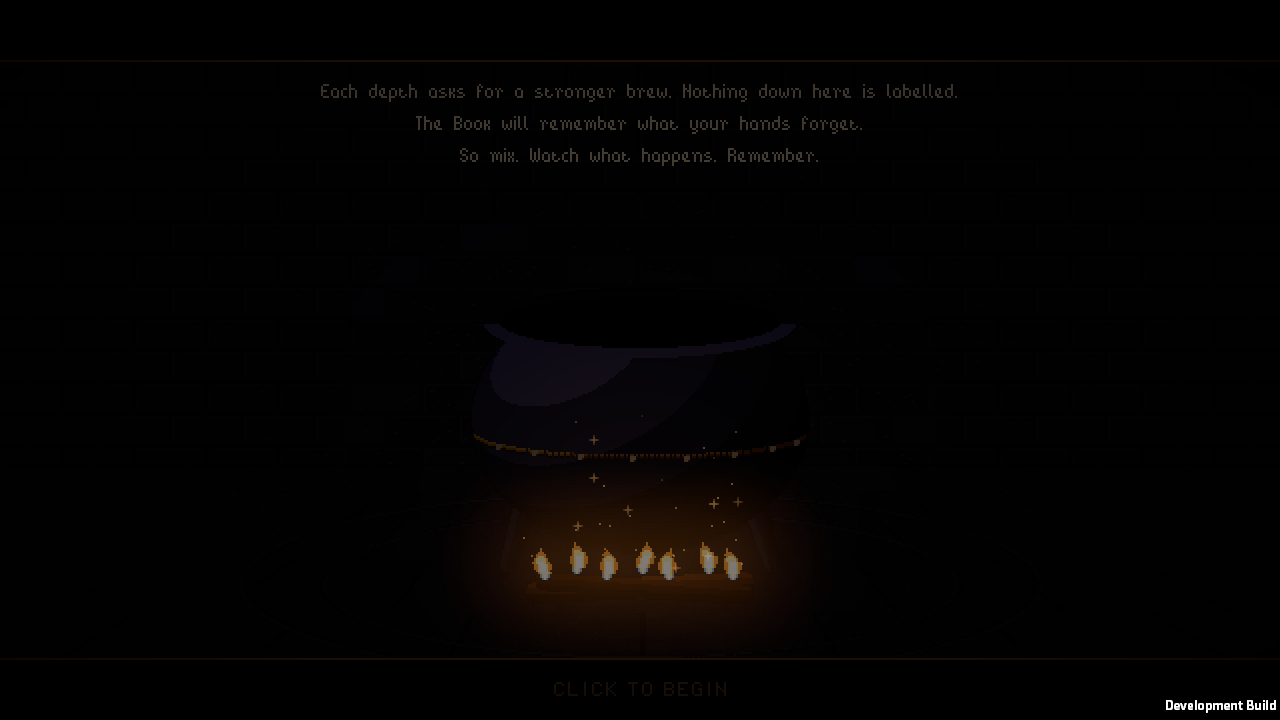 Each depth asks for a stronger brew. Nothing down here is labelled.
The Book will remember what your hands forget.
So mix. Watch what happens. Remember.
CLICK TO BEGIN
Development Build